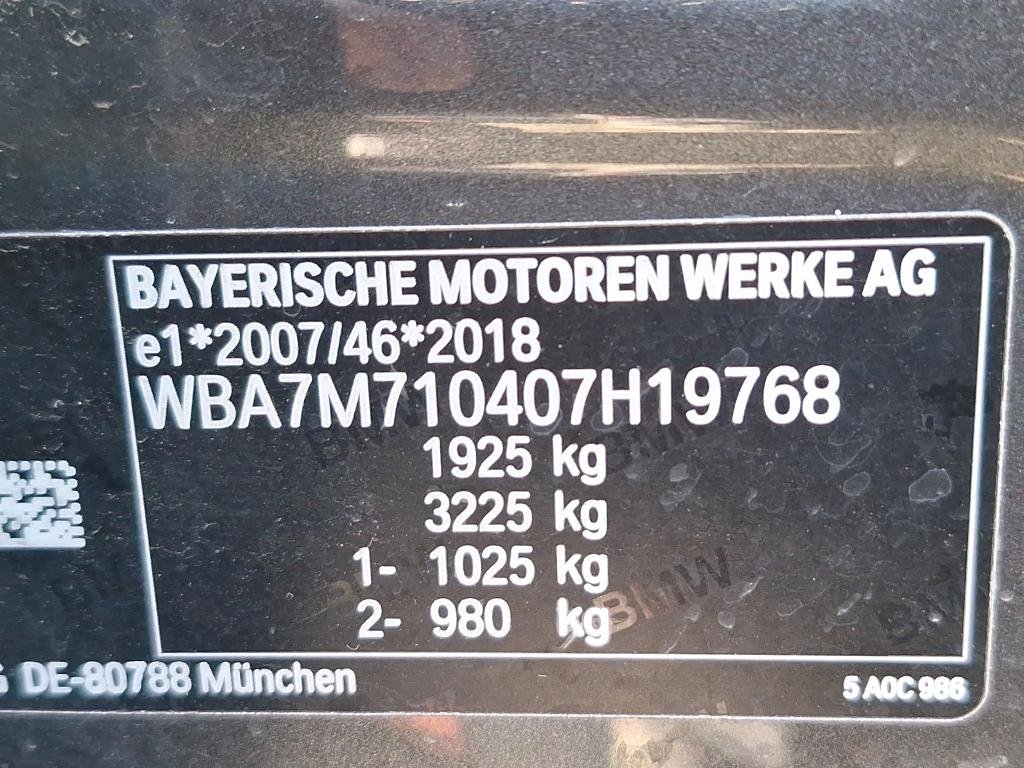 BAYERISCHE MOTOREN WERKE AG
e1*2007/46*2018
WBA7M710407H19768
1925 kg
3225 kg
1- 1025 kg
2- 980 kg
BMW
DE-80788 München
5 A0C 986